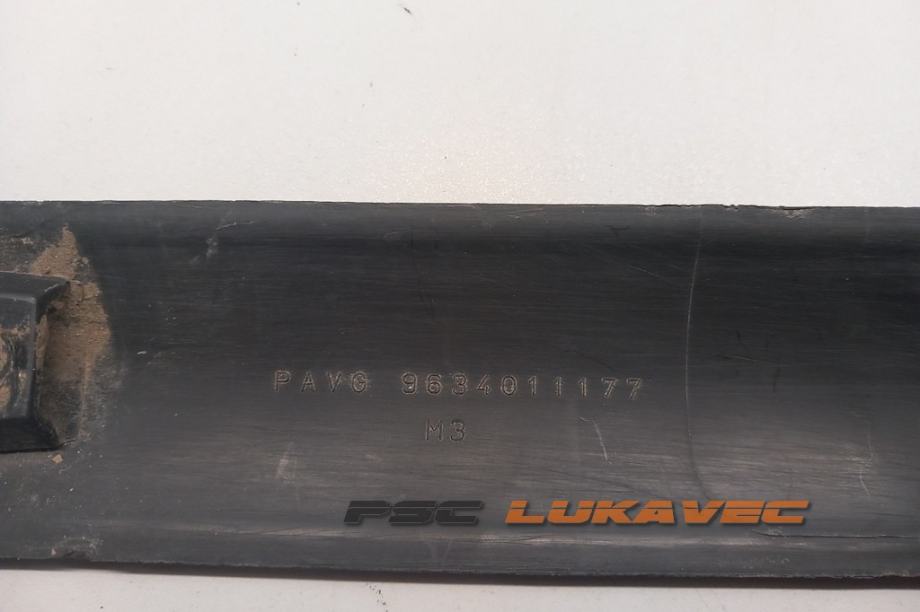 PAVG 9634011177
M3
PSC LUKAVEC